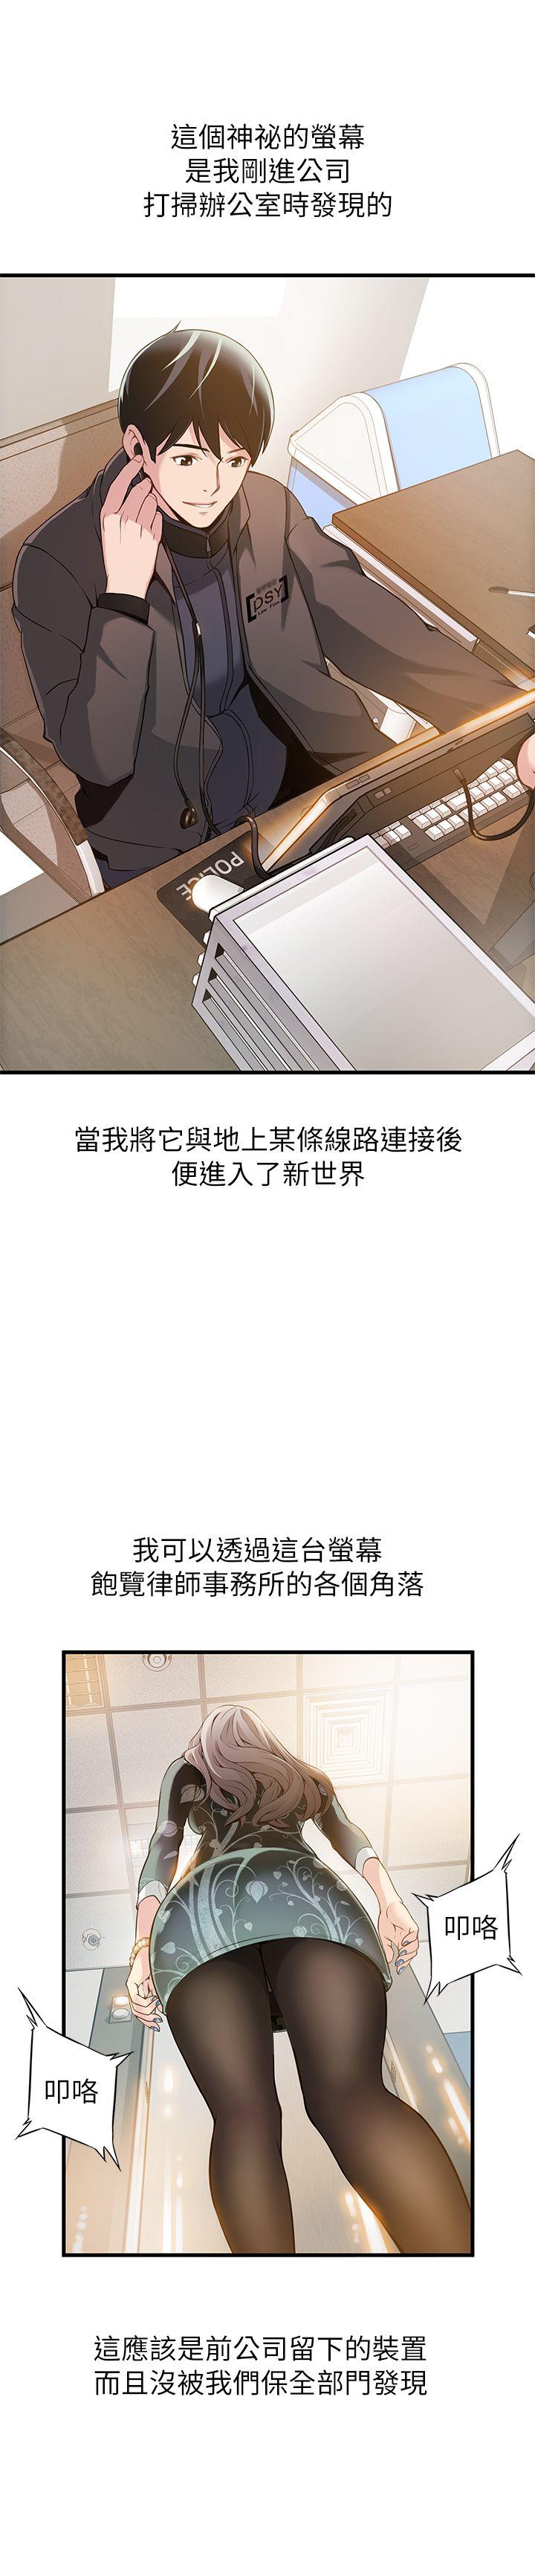 這個神祕的螢幕
是我剛進公司
打掃辦公室時發現的
DSY
Law Firm
POLICE
當我將它與地上某條線路連接後
便進入了新世界
我可以透過這台螢幕
飽覽律師事務所的各個角落
叩咯
叩咯
這應該是前公司留下的裝置
而且沒被我們保全部門發現